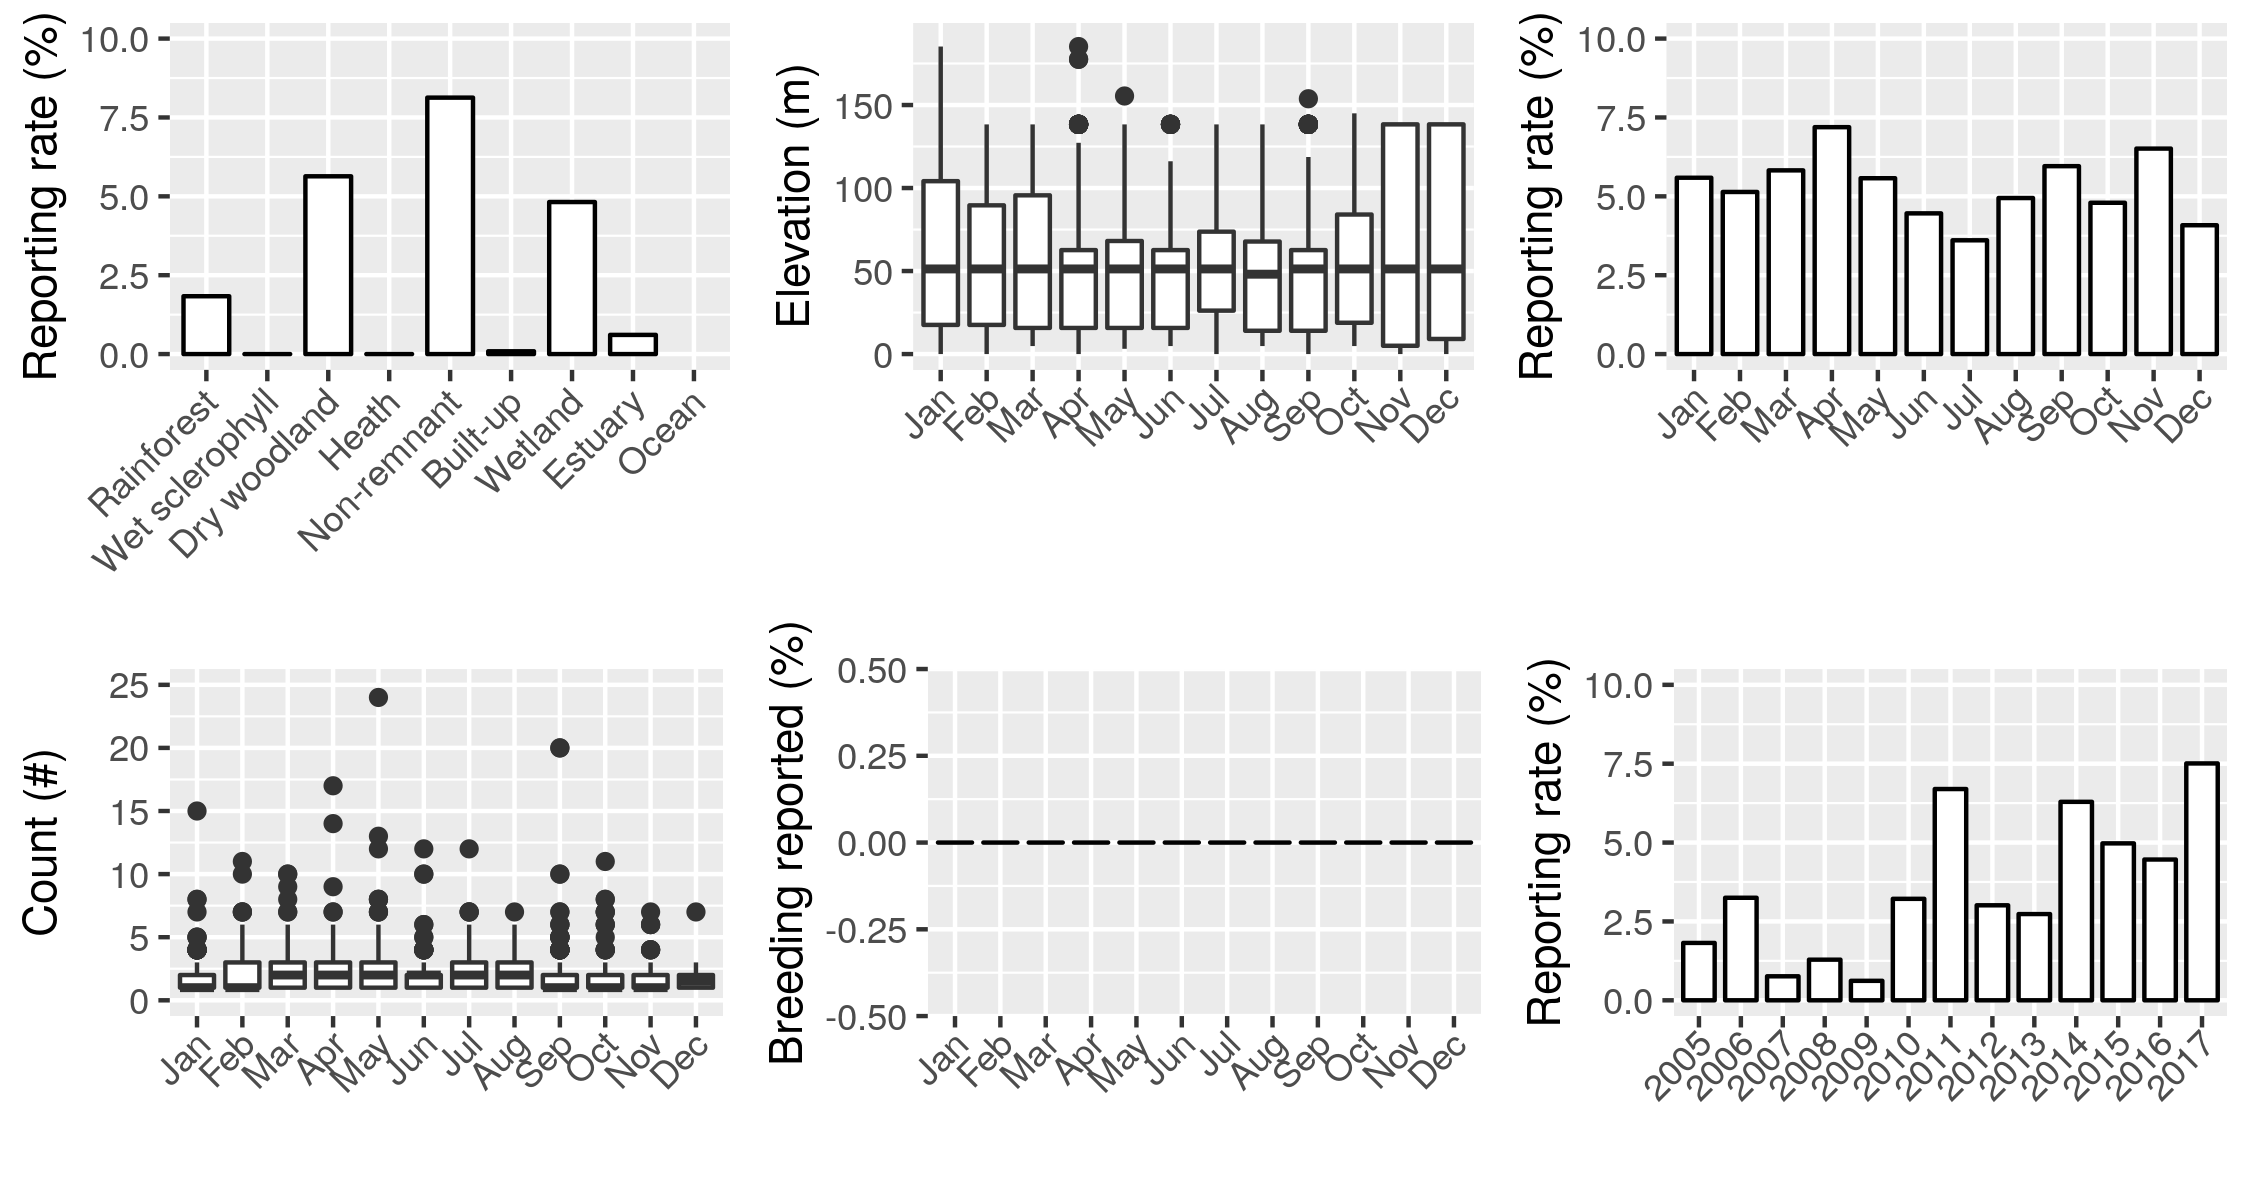 Reporting rate (%)
10.0
7.5
5.0
2.5
0.0
Rainforest
Wet sclerophyll
Dry woodland
Heath
Non-remnant
Built-up
Wetland
Estuary
Ocean
Elevation (m)
150
100
50
0
Jan
Feb
Mar
Apr
May
Jun
Jul
Aug
Sep
Oct
Nov
Dec
Reporting rate (%)
10.0
7.5
5.0
2.5
0.0
Jan
Feb
Mar
Apr
May
Jun
Jul
Aug
Sep
Oct
Nov
Dec
Count (#)
25
20
15
10
5
0
Jan
Feb
Mar
Apr
May
Jun
Jul
Aug
Sep
Oct
Nov
Dec
Breeding reported (%)
0.50
0.25
0.00
-0.25
-0.50
Jan
Feb
Mar
Apr
May
Jun
Jul
Aug
Sep
Oct
Nov
Dec
Reporting rate (%)
10.0
7.5
5.0
2.5
0.0
2005
2006
2007
2008
2009
2010
2011
2012
2013
2014
2015
2016
2017